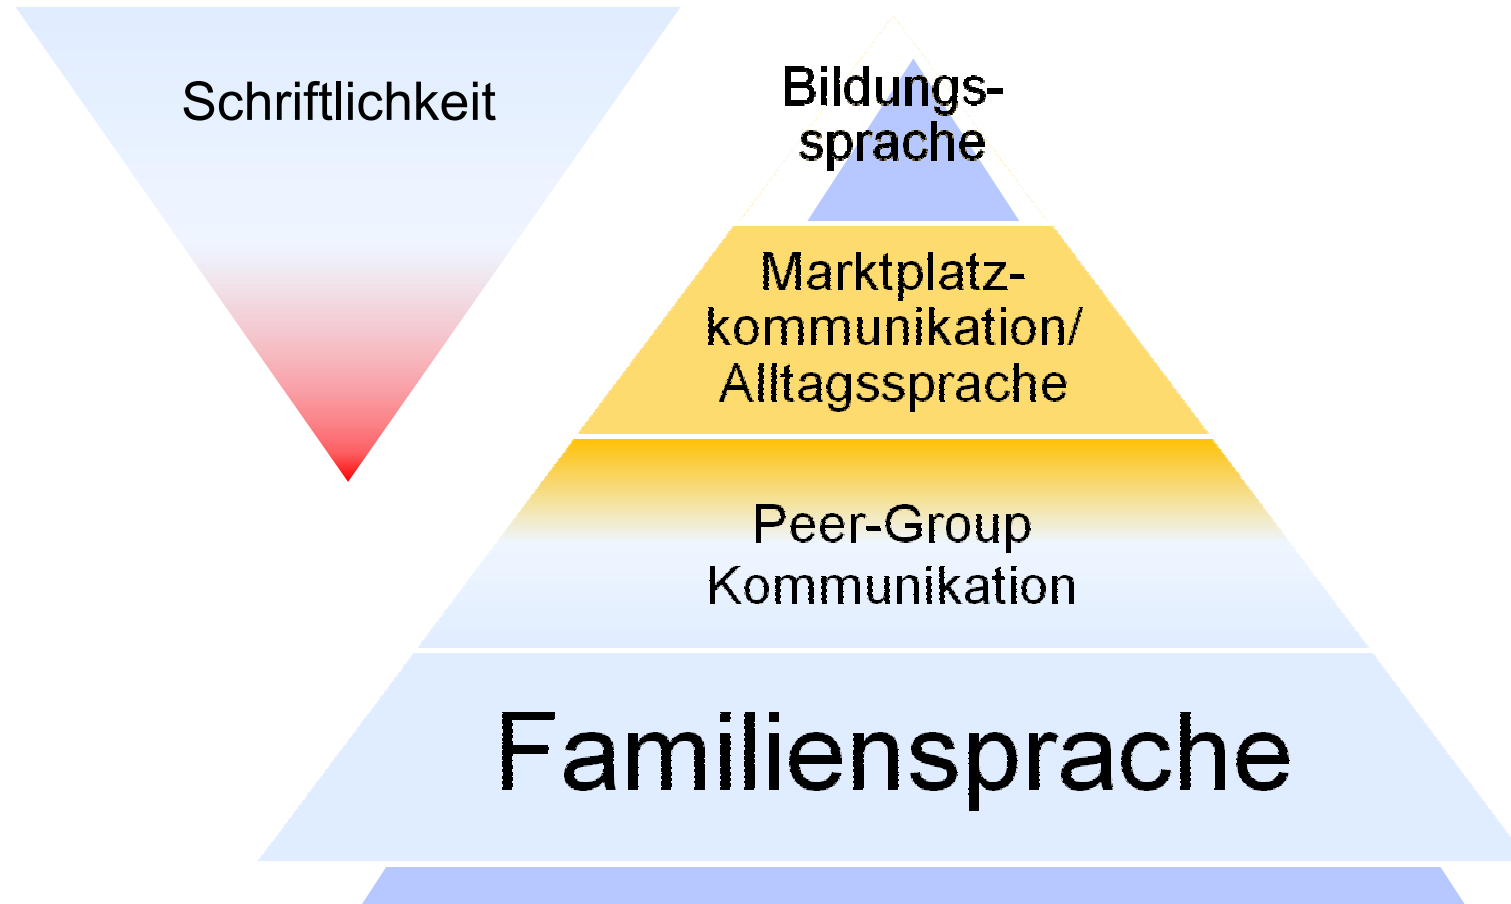 Schriftlichkeit
Bildungs-
sprache
Marktplatz-
kommunikation/
Alltagssprache
Peer-Group
Kommunikation
Familiensprache